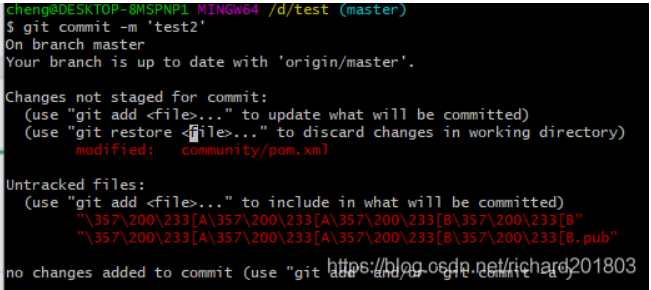 cheng@DESKTOP-8MSPNP1 MINGW64 /d/test (master)
$ git commit -m 'test2'
On branch master
Your branch is up to date with 'origin/master'.
Changes not staged for commit:
(use "git add <file>..." to update what will be committed)
(use "git restore <file>..." to discard changes in working directory)
modified: community/pom.xml
Untracked files:
(use "git add <file>..." to include in what will be committed)
"\357\200\233[A\357\200\233[A\357\200\233[B\357\200\233[B"
"\357\200\233[A\357\200\233[A\357\200\233[B\357\200\233[B.pub"
no changes added to commit (use "git add" and/or "git commit -a")
https://blog.csdn.net/richard201803